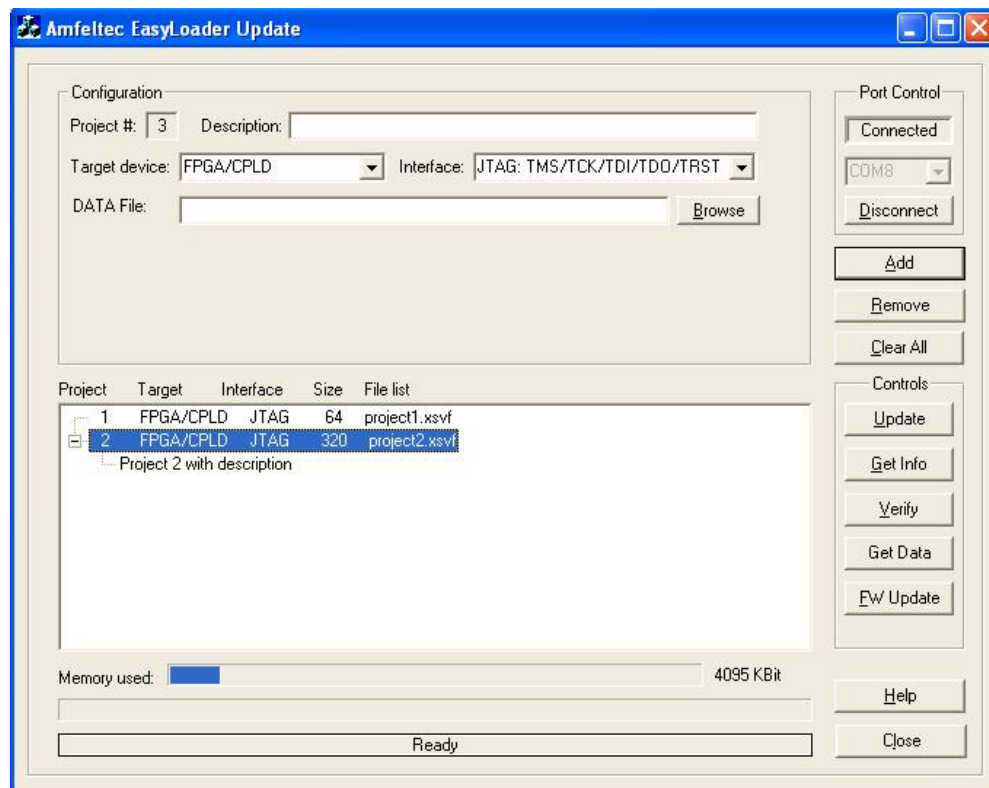 Amfeltec EasyLoader Update
Configuration
Project #: 3 Description:
Target device: FPGA/CPLD Interface: JTAG: TMS/TCK/TDI/TDO/TRST
DATA File: Browse
Port Control
Connected
COM8
Disconnect
Add
Remove
Clear All
Project Target Interface Size File list
1 FPGA/CPLD JTAG 64 project1.xsvf
2 FPGA/CPLD JTAG 320 project2.xsvf
Project 2 with description
Controls
Update
Get Info
Verify
Get Data
FW Update
Memory used: 4095 KBit
Ready
Help
Close